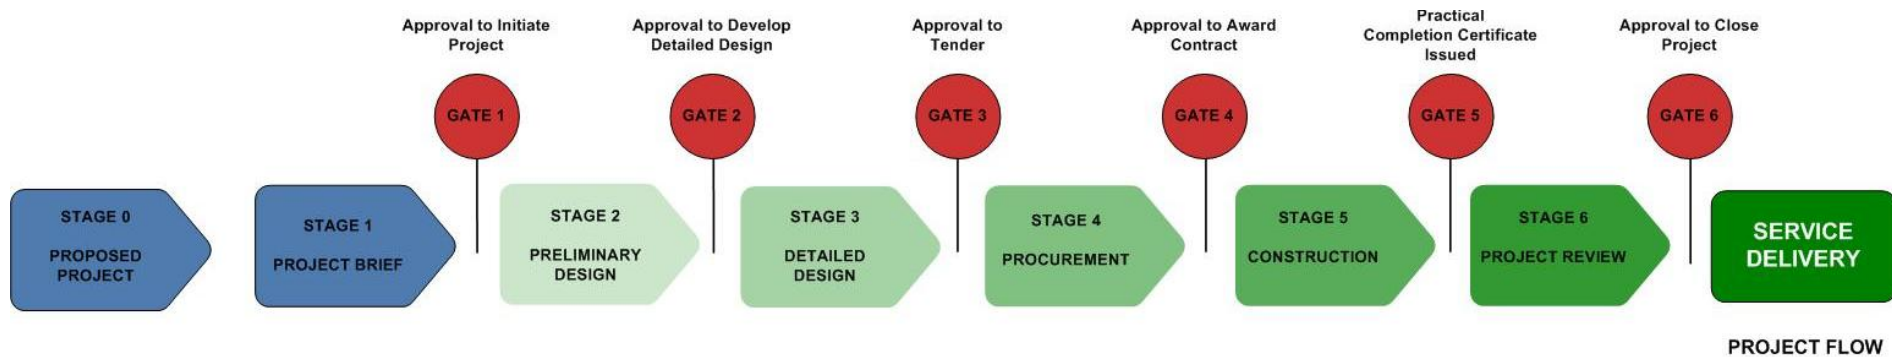 Approval to Initiate
Project
Approval to Develop
Detailed Design
Approval to
Tender
Approval to Award
Contract
Practical
Completion Certificate
Issued
Approval to Close
Project
GATE 1
GATE 2
GATE 3
GATE 4
GATE 5
GATE 6
STAGE 0
PROPOSED
PROJECT
STAGE 1
PROJECT BRIEF
STAGE 2
PRELIMINARY
DESIGN
STAGE 3
DETAILED
DESIGN
STAGE 4
PROCUREMENT
STAGE 5
CONSTRUCTION
STAGE 6
PROJECT REVIEW
SERVICE
DELIVERY
PROJECT FLOW